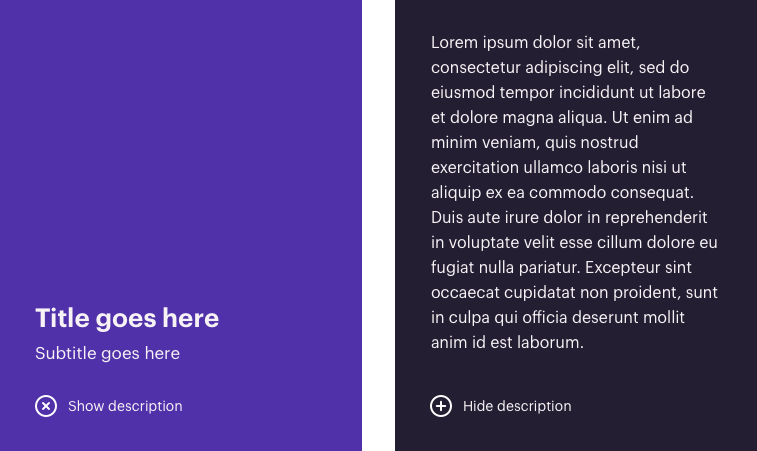 Title goes here
Subtitle goes here
Show description
Lorem ipsum dolor sit amet,
consectetur adipiscing elit, sed do
eiusmod tempor incididunt ut labore
et dolore magna aliqua. Ut enim ad
minim veniam, quis nostrud
exercitation ullamco laboris nisi ut
aliquip ex ea commodo consequat.
Duis aute irure dolor in reprehenderit
in voluptate velit esse cillum dolore eu
fugiat nulla pariatur. Excepteur sint
occaecat cupidatat non proident, sunt
in culpa qui officia deserunt mollit
anim id est laborum.
Hide description